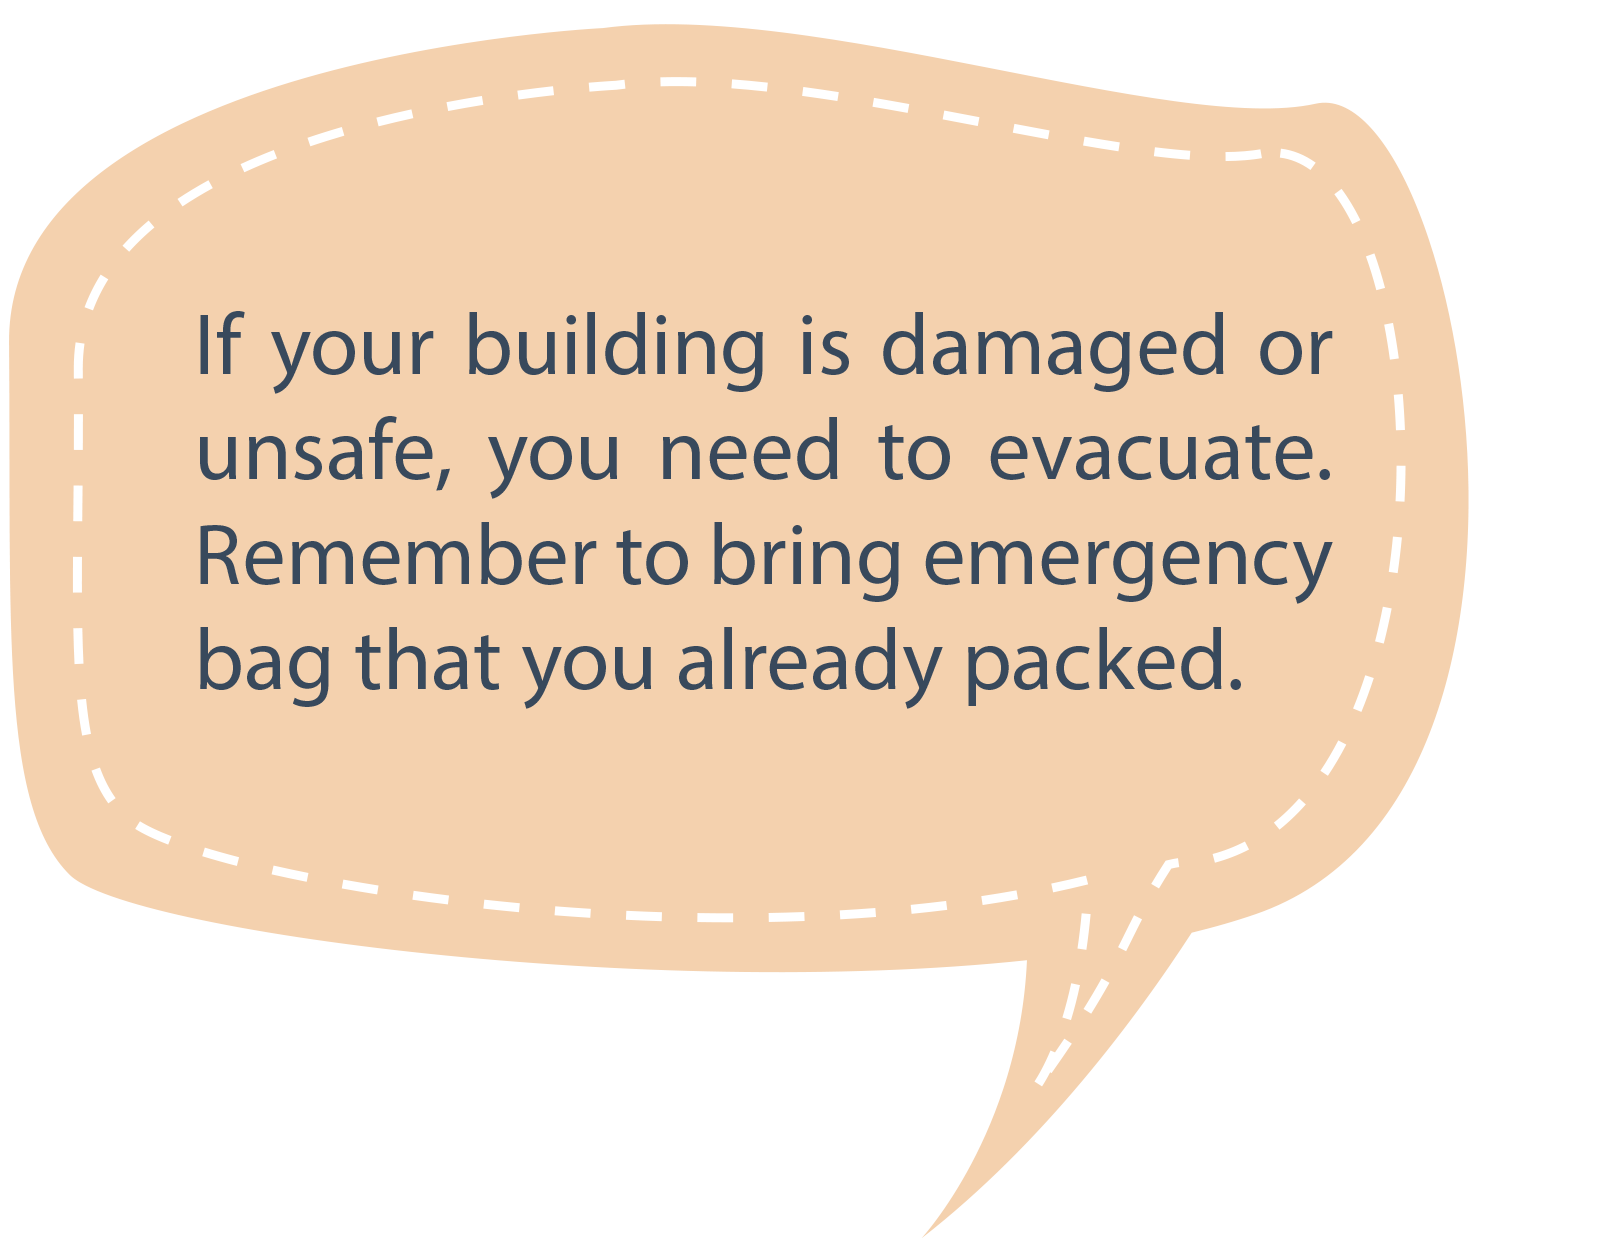 If your building is damaged or
unsafe, you need to evacuate.
Remember to bring emergency
bag that you already packed.